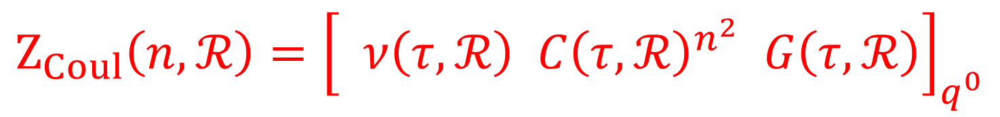 Z_Coul(n, ℛ) = [ ν(τ, ℛ) C(τ, ℛ)^{n^2} G(τ, ℛ) ]_{q^0}